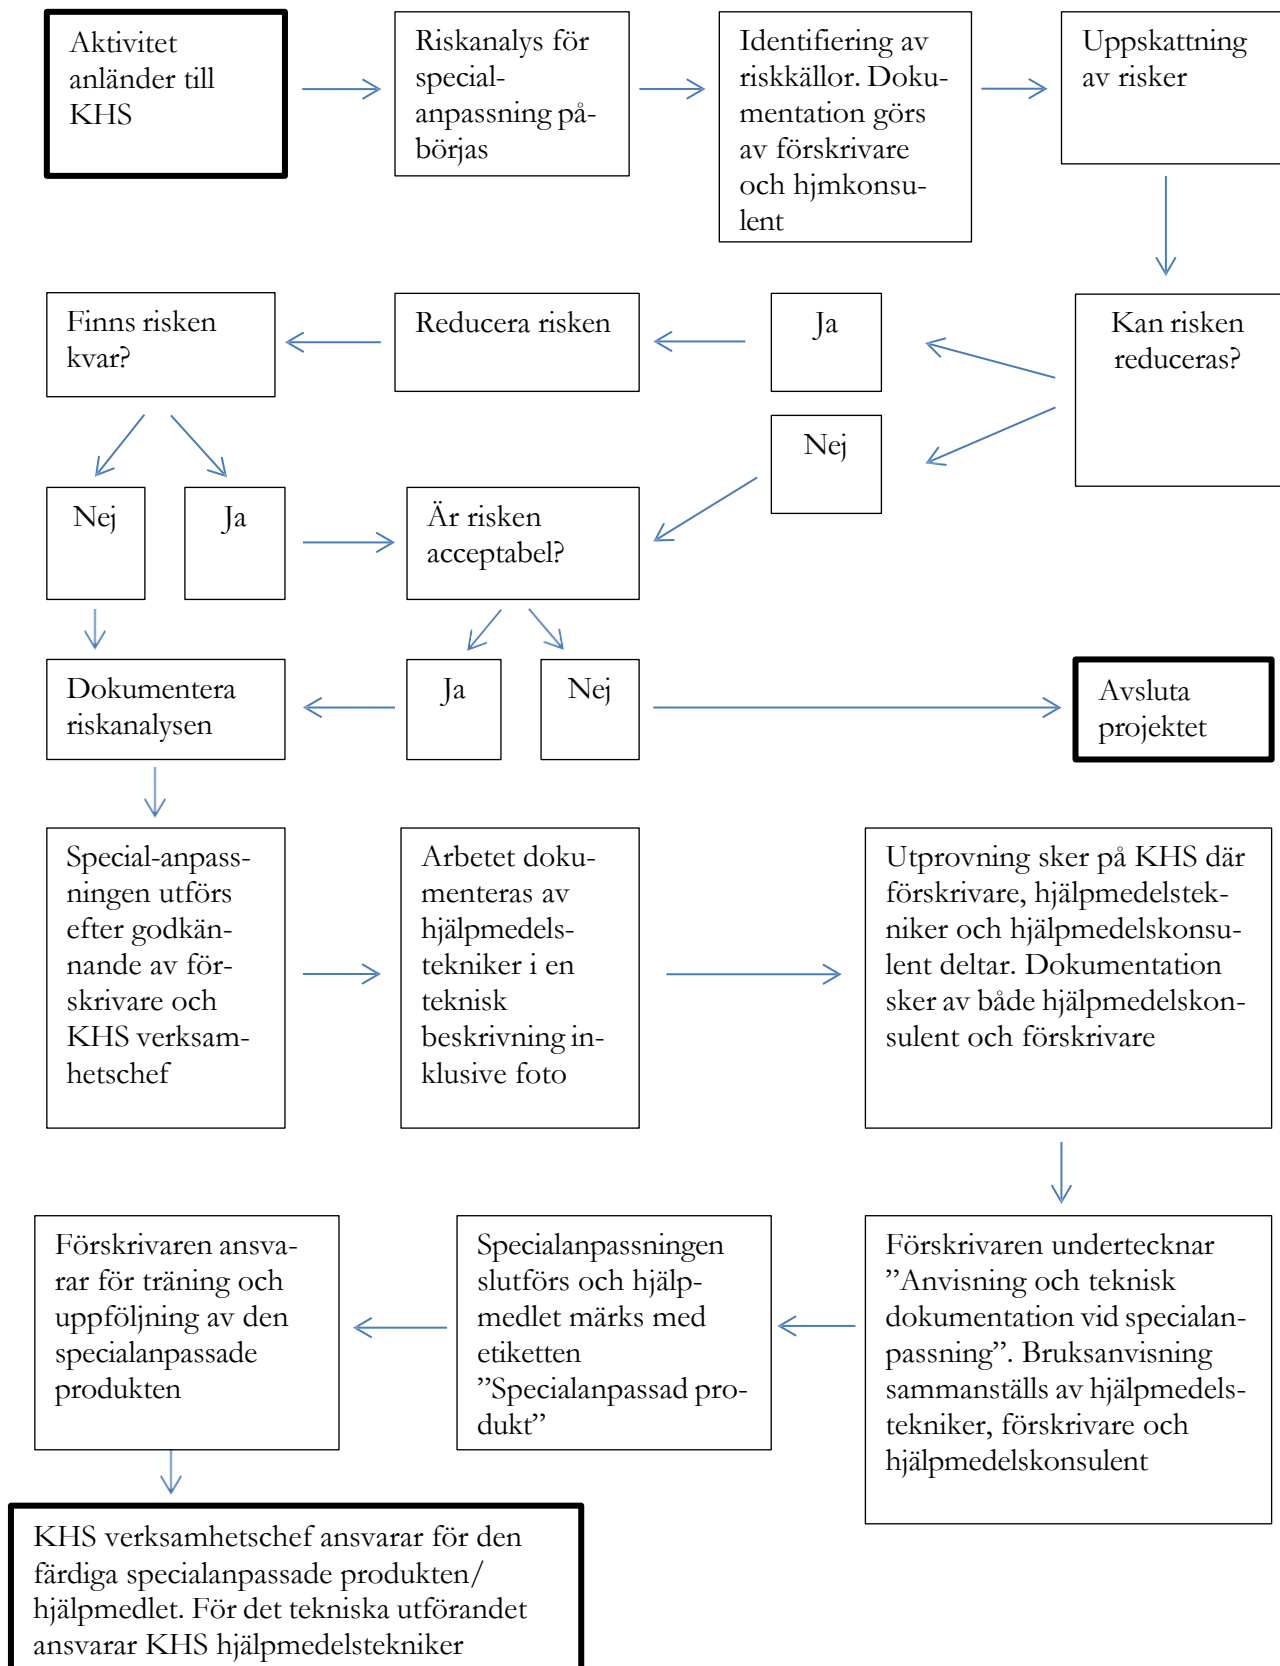 Aktivitet
anländer till
KHS
Riskanalys för
special-
anpassning på-
börjas
Identifiering av
riskkällor. Doku-
mentation görs
av förskrivare
och hjmkonsu-
lent
Uppskattning
av risker
Kan risken
reduceras?
Ja
Nej
Reducera risken
Finns risken
kvar?
Nej
Ja
Är risken
acceptabel?
Ja
Nej
Avsluta
projektet
Dokumentera
riskanalysen
Special-anpass-
ningen utförs
efter godkän-
nande av för-
skrivare och
KHS verksam-
hetschef
Arbetet doku-
menteras av
hjälpmedels-
tekniker i en
teknisk
beskrivning in-
klusive foto
Utprovning sker på KHS där
förskrivare, hjälpmedelstek-
niker och hjälpmedelskonsu-
lent deltar. Dokumentation
sker av både hjälpmedelskon-
sulent och förskrivare
Förskrivaren undertecknar
”Anvisning och teknisk
dokumentation vid specialan-
passning”. Bruksanvisning
sammanställs av hjälpmedels-
tekniker, förskrivare och
hjälpmedelskonsulent
Specialanpassningen
slutförs och hjälp-
medlet märks med
etiketten
”Specialanpassad pro-
dukt”
Förskrivaren ansva-
rar för träning och
uppföljning av den
specialanpassade
produkten
KHS verksamhetschef ansvarar för den
färdiga specialanpassade produkten/
hjälpmedlet. För det tekniska utförandet
ansvarar KHS hjälpmedelstekniker